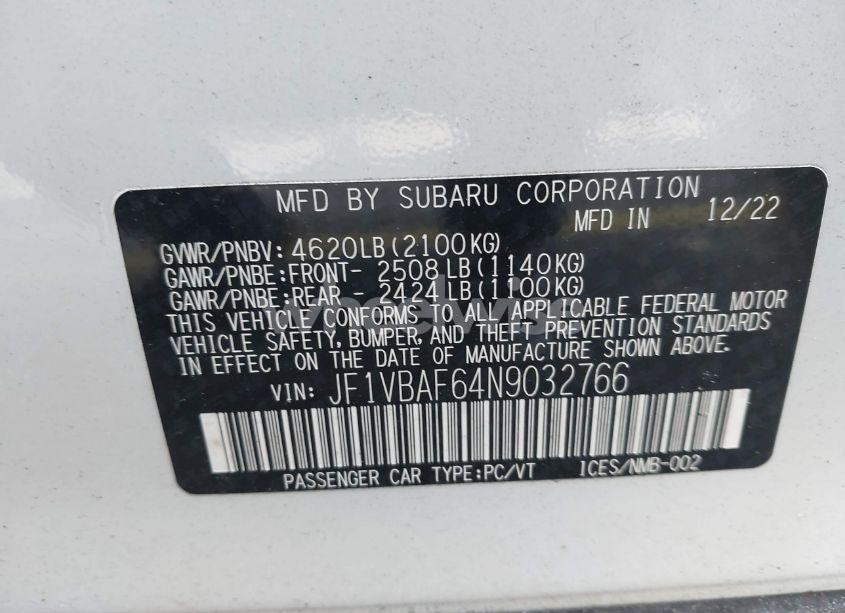 MFD BY SUBARU CORPORATION
MFD IN 12/22
GVWR/PNBV: 4620LB(2100KG)
GAWR/PNBE:FRONT- 2508LB(1140KG)
GAWR/PNBE:REAR - 2424LB(1100KG)
THIS VEHICLE CONFORMS TO ALL APPLICABLE FEDERAL MOTOR
VEHICLE SAFETY, BUMPER, AND THEFT PREVENTION STANDARDS
IN EFFECT ON THE DATE OF MANUFACTURE SHOWN ABOVE.
VIN: JF1VBAF64N9032766
PASSENGER CAR TYPE:PC/VT ICES/NMB-002